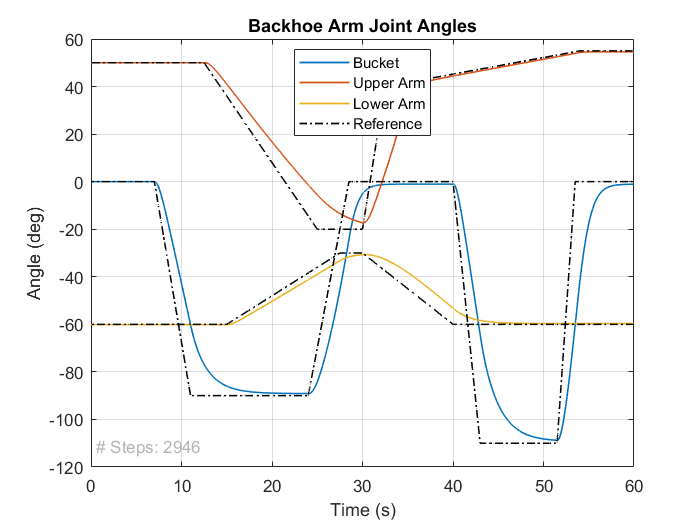 Backhoe Arm Joint Angles
60
40
20
0
-20
-40
-60
-80
-100
-120
Angle (deg)
Bucket
Upper Arm
Lower Arm
Reference
# Steps: 2946
0
10
20
30
40
50
60
Time (s)